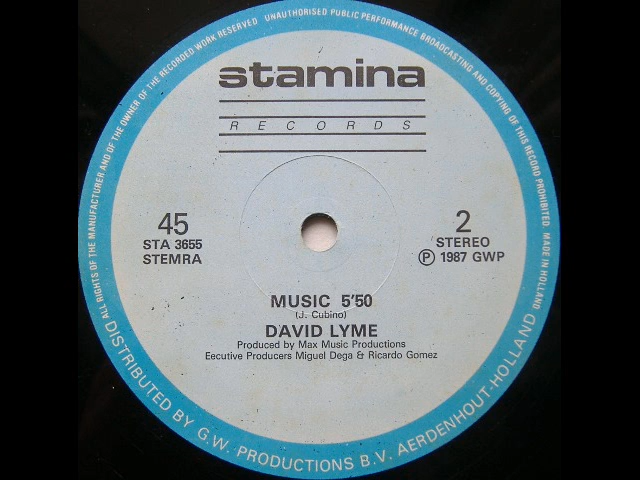 ALL RIGHTS OF THE MANUFACTURER AND OF THE OWNER OF THE RECORDED WORK RESERVED UNAUTHORISED PUBLIC PERFORMANCE BROADCASTING AND COPYING OF THIS RECORD PROHIBITED MADE IN HOLLAND
stamina
RECORDS
45
STA 3655
STEMRA
2
STEREO
Ⓟ 1987 GWP
MUSIC 5'50
(J. Cubino)
DAVID LYME
Produced by Max Music Productions
Eecutive Producers Miguel Dega & Ricardo Gomez
DISTRIBUTED BY G.W. PRODUCTIONS B.V. AERDENHOUT-HOLLAND